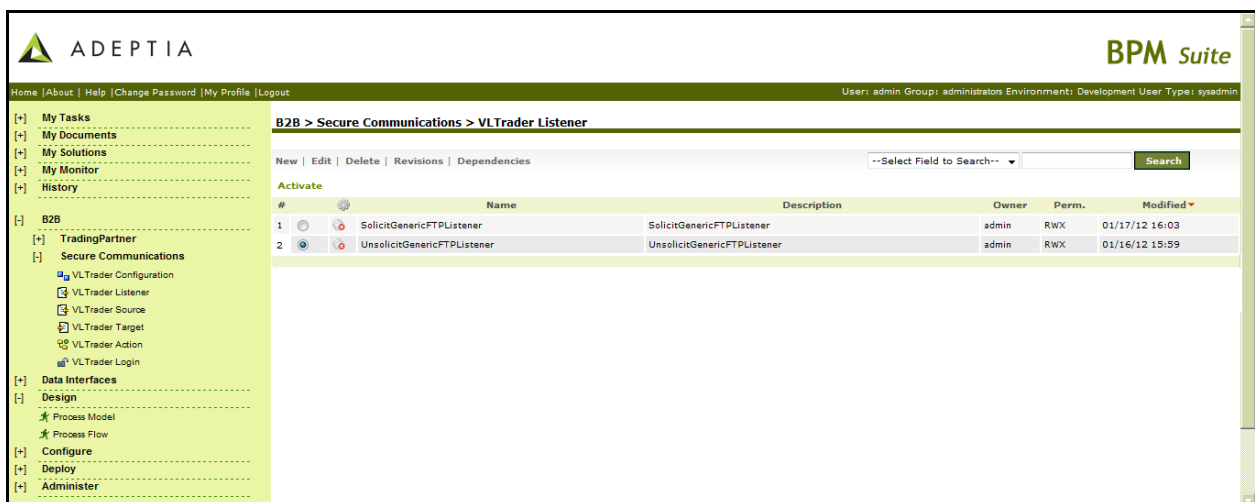 ADEPTIA
BPM Suite
Home |About | Help |Change Password |My Profile |Logout
User: admin Group: administrators Environment: Development User Type: sysadmin
[+] My Tasks
[+] My Documents
[+] My Solutions
[+] My Monitor
[+] History
[-] B2B
[+] TradingPartner
[-] Secure Communications
VLTrader Configuration
VLTrader Listener
VLTrader Source
VLTrader Target
VLTrader Action
VLTrader Login
[+] Data Interfaces
[-] Design
Process Model
Process Flow
[+] Configure
[+] Deploy
[+] Administer
B2B > Secure Communications > VLTrader Listener
New | Edit | Delete | Revisions | Dependencies
--Select Field to Search--
Search
Activate
# Name Description Owner Perm. Modified
1 SolicitGenericFTPListener SolicitGenericFTPListener admin RWX 01/17/12 16:03
2 UnsolicitGenericFTPListener UnsolicitGenericFTPListener admin RWX 01/16/12 15:59